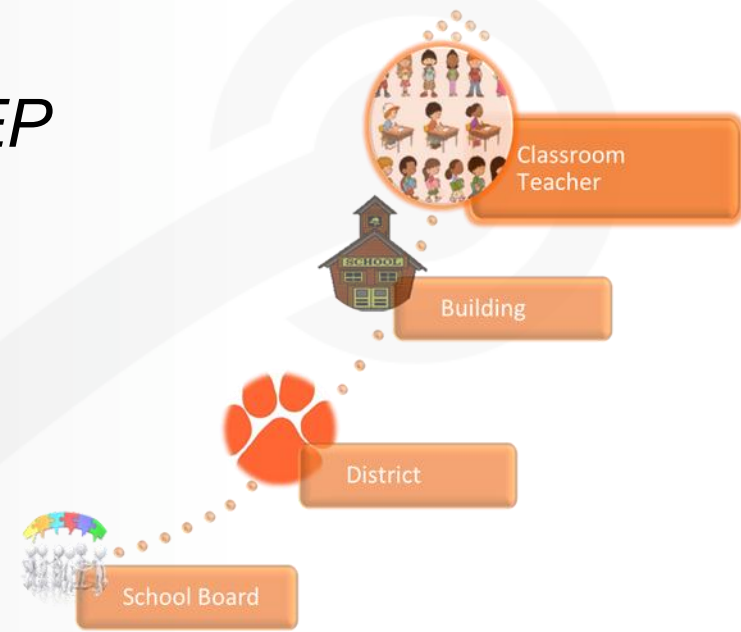 EP
Classroom
Teacher
SCHOOL
Building
District
School Board